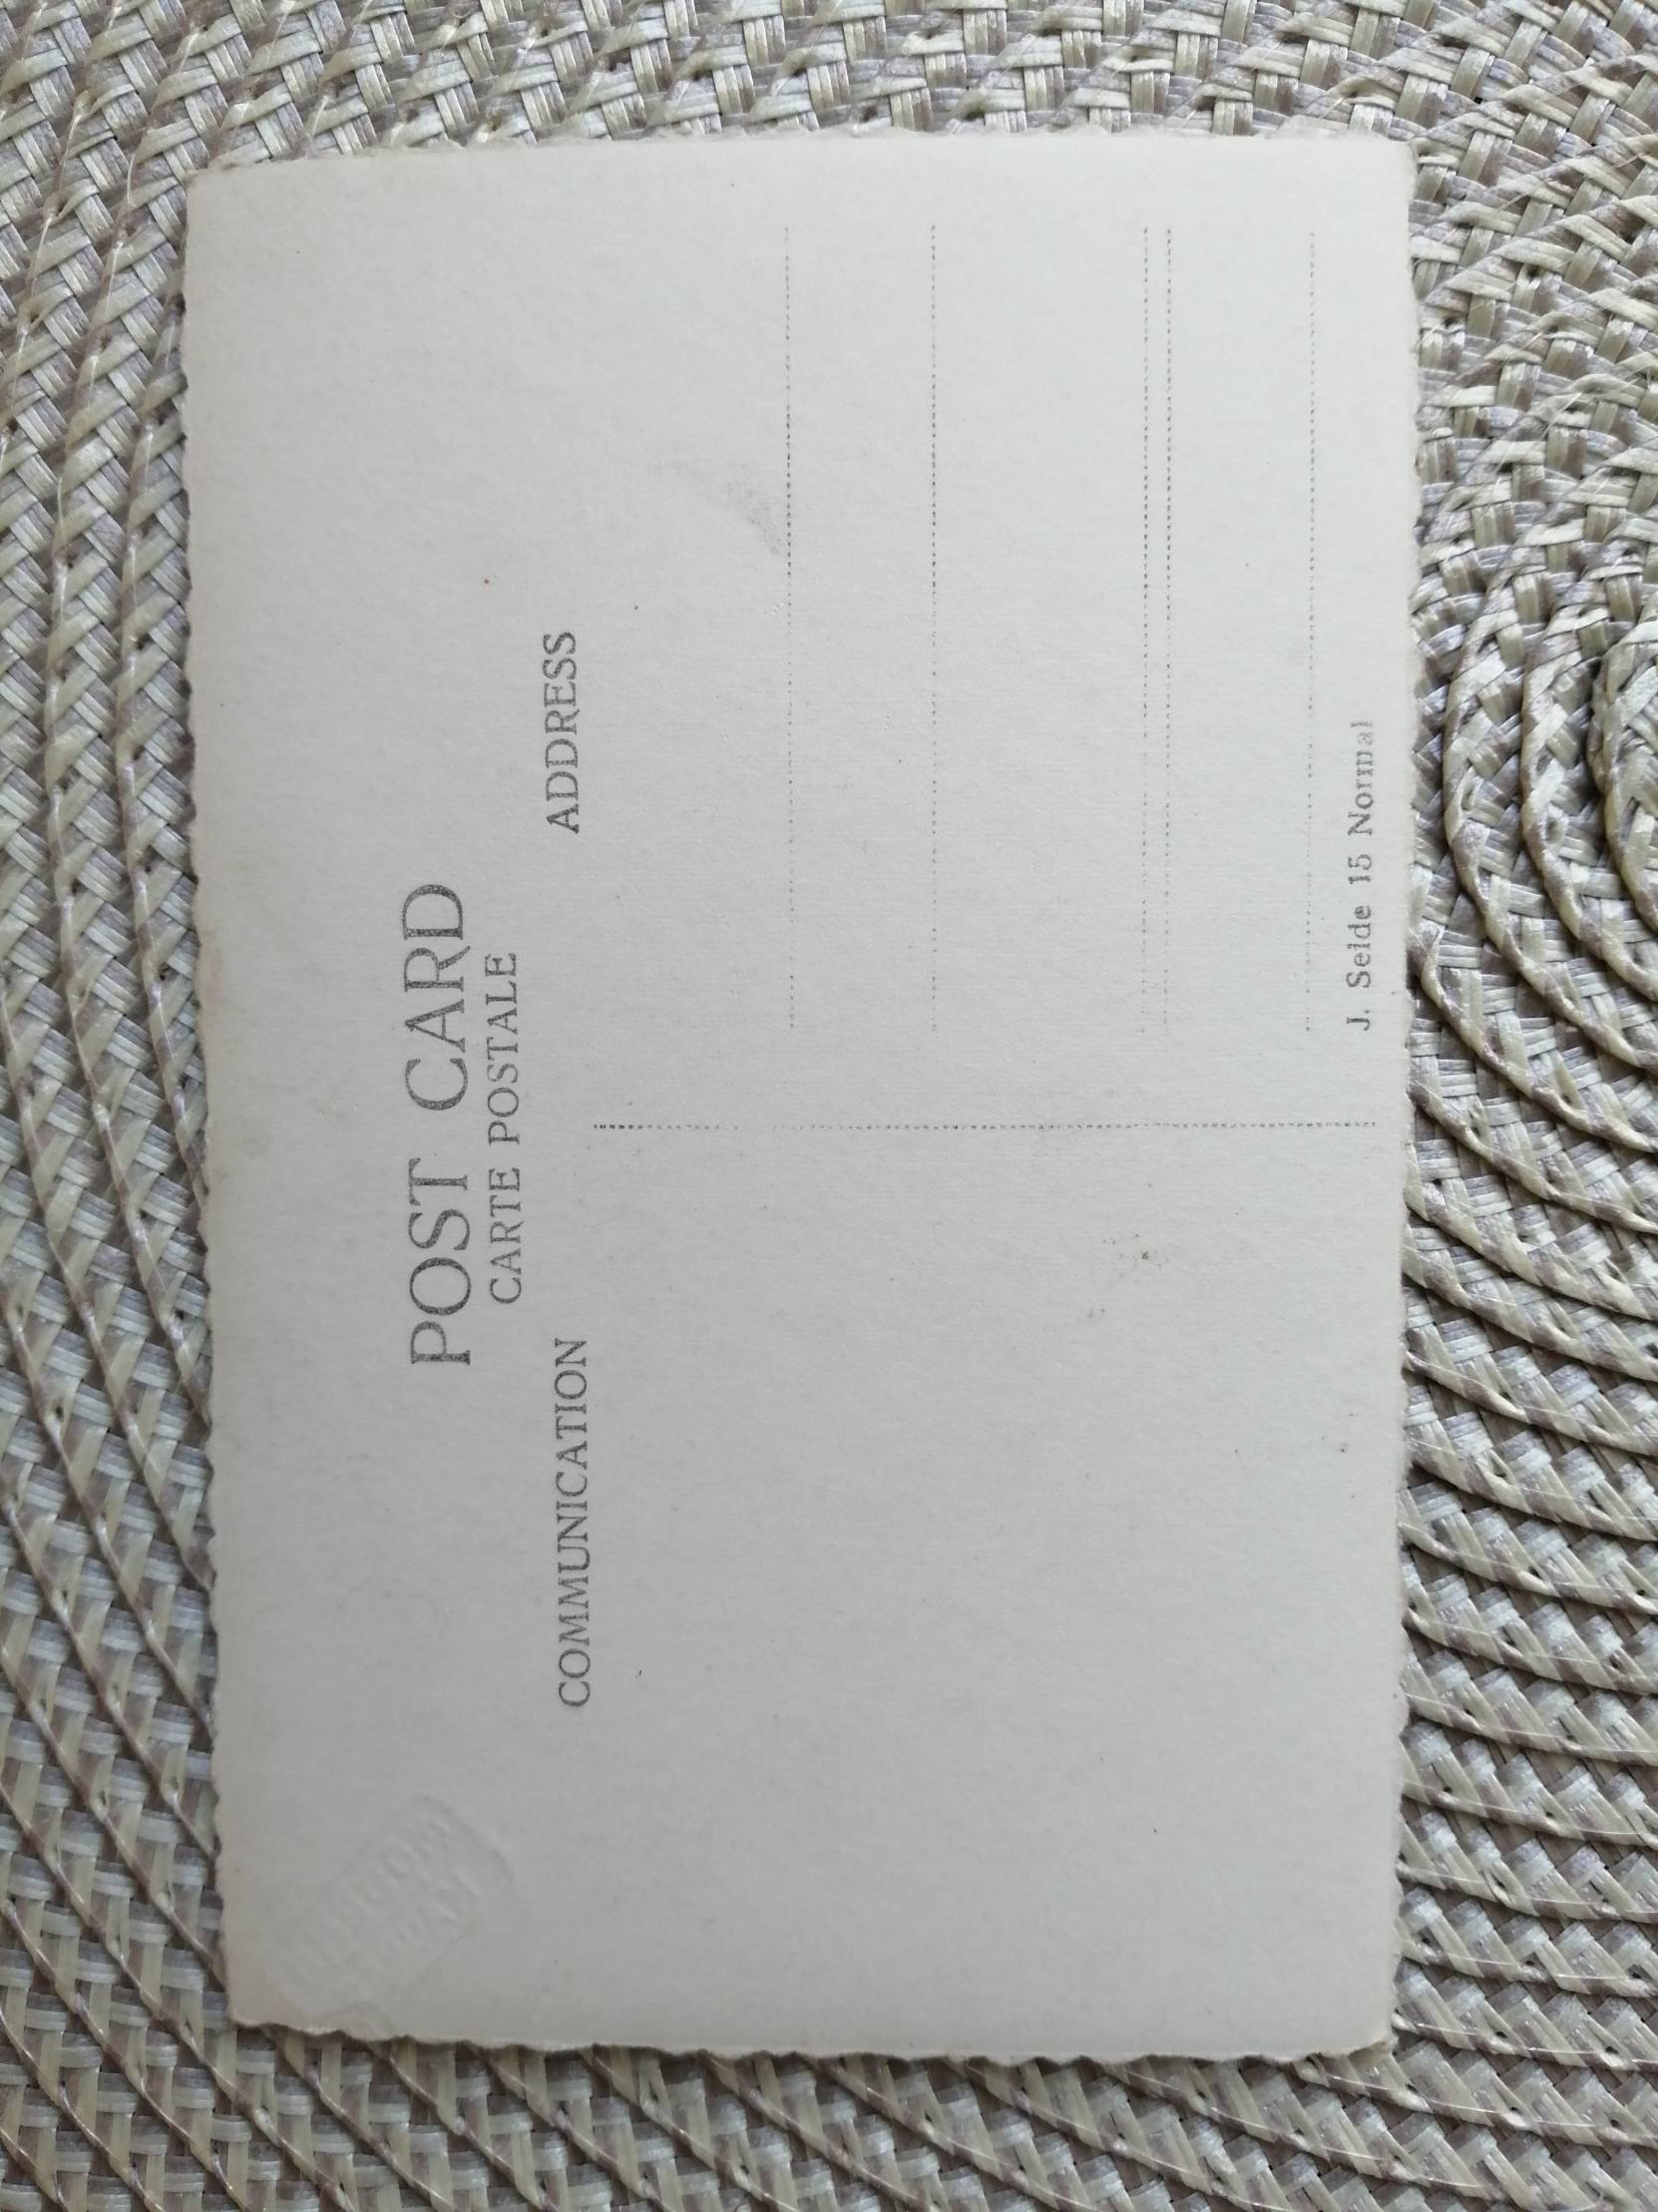 POST CARD
CARTE POSTALE
COMMUNICATION
ADDRESS
J. Seide 15 Normal